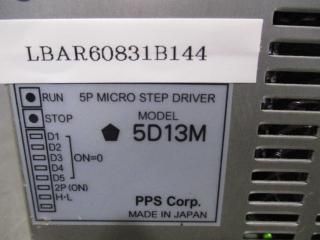 LBAR60831B144
RUN 5P MICRO STEP DRIVER
STOP MODEL
5D13M
D1
D2
D3 ON=0
D4
D5
2P (ON)
H·L
PPS Corp.
MADE IN JAPAN